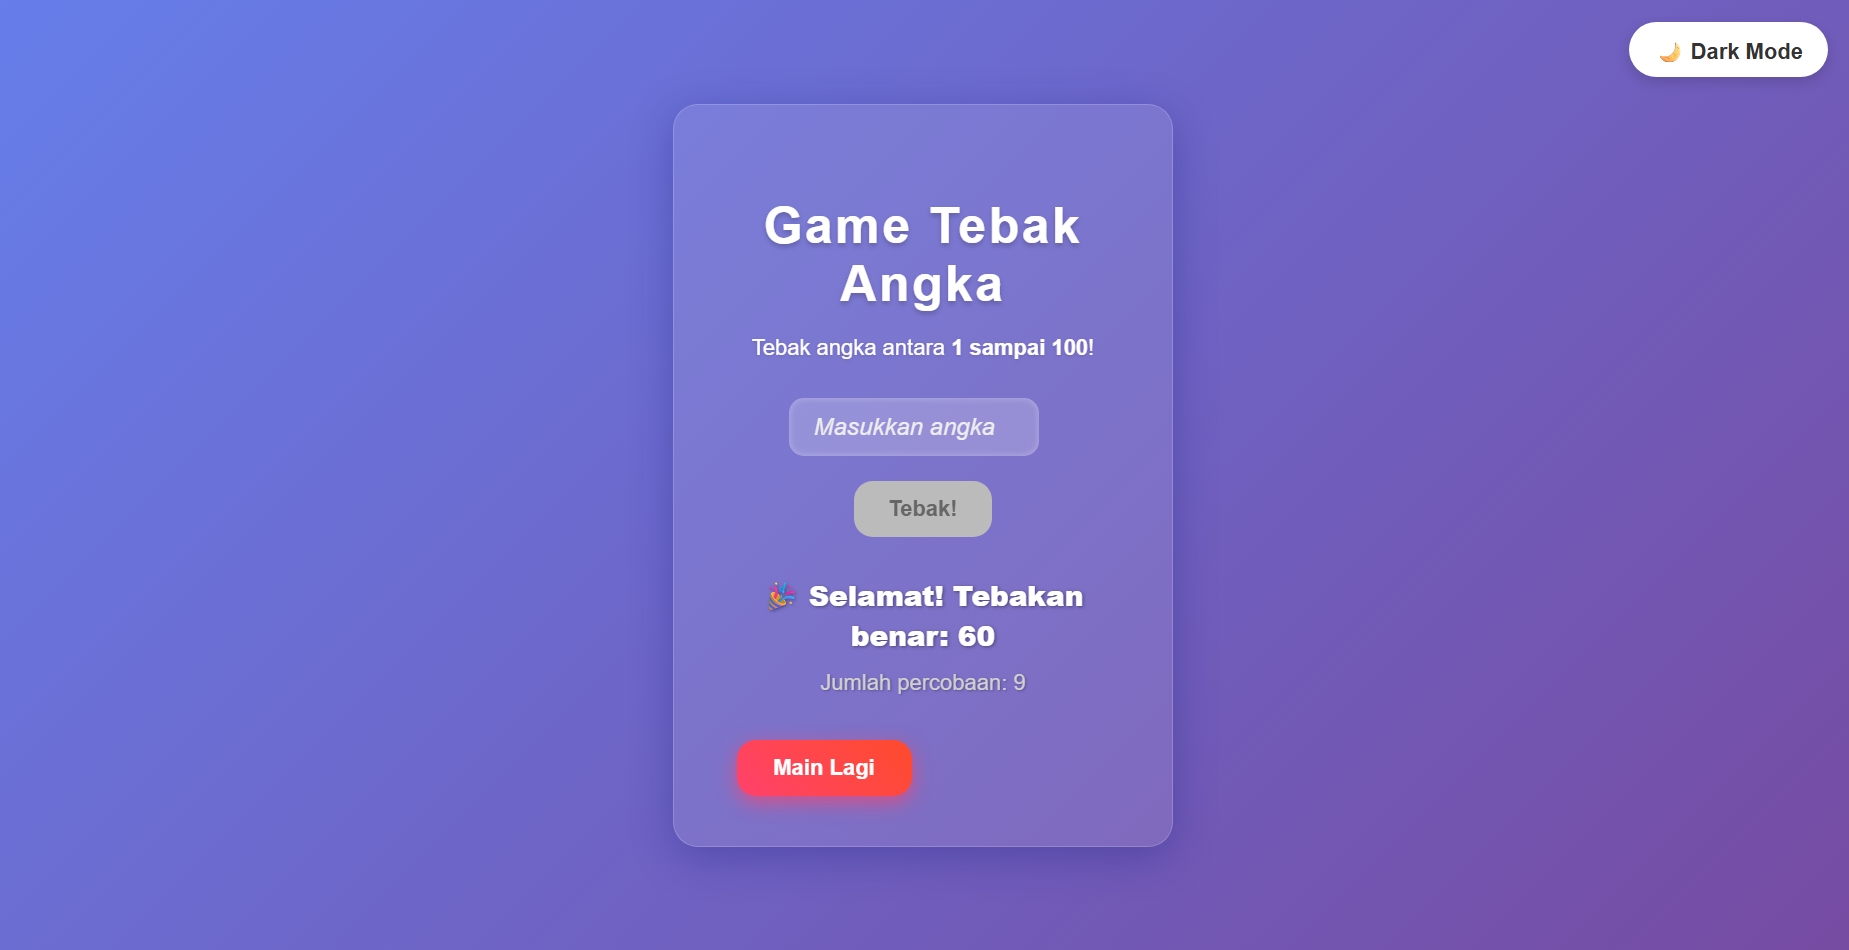 🌙 Dark Mode
Game Tebak
Angka
Tebak angka antara 1 sampai 100!
Masukkan angka
Tebak!
🎉 Selamat! Tebakan
benar: 60
Jumlah percobaan: 9
Main Lagi